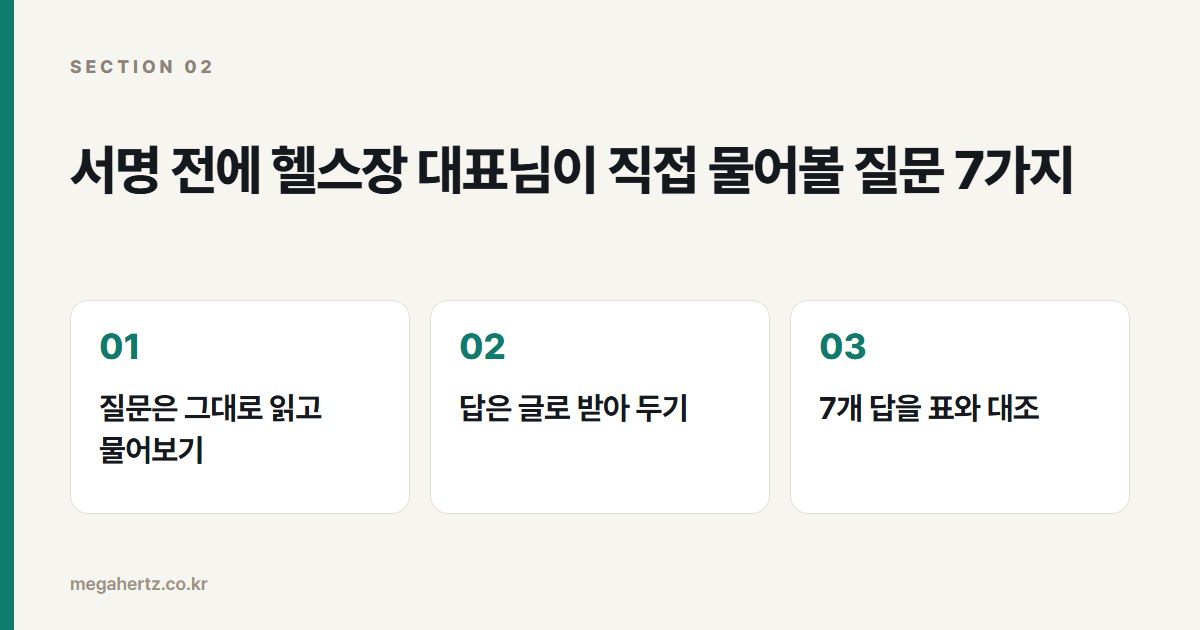 SECTION 02
서명 전에 헬스장 대표님이 직접 물어볼 질문 7가지
01
질문은 그대로 읽고
물어보기
02
답은 글로 받아 두기
03
7개 답을 표와 대조
megahertz.co.kr